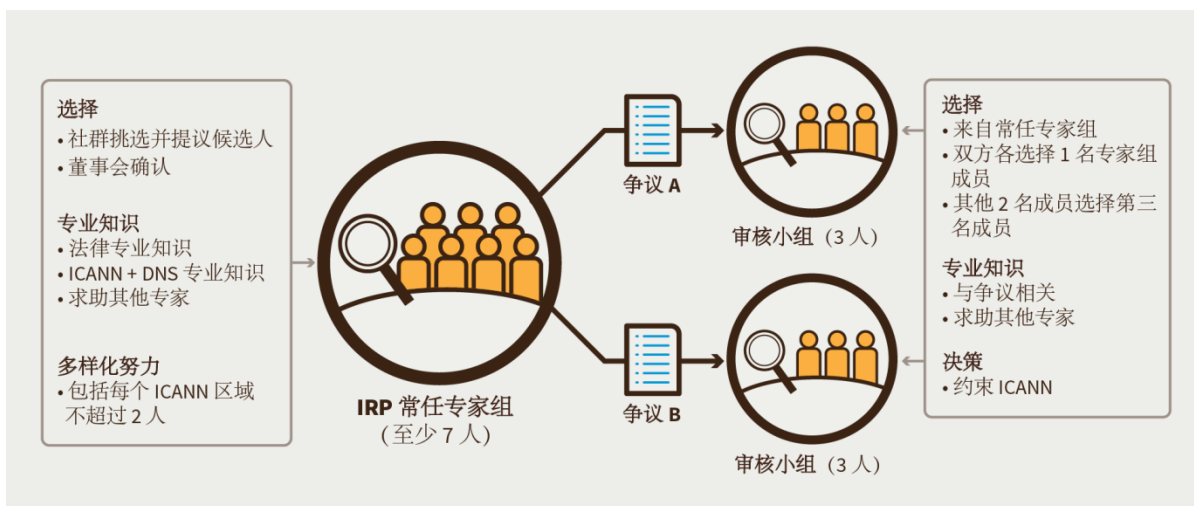 选择
• 社群挑选并提议候选人
• 董事会确认
专业知识
• 法律专业知识
• ICANN + DNS 专业知识
• 求助其他专家
多样化努力
• 包括每个 ICANN 区域
不超过 2 人
IRP 常任专家组
（至少 7 人）
争议 A
审核小组（3 人）
争议 B
审核小组（3 人）
选择
• 来自常任专家组
• 双方各选择 1 名专家组
成员
• 其他 2 名成员选择第三
名成员
专业知识
• 与争议相关
• 求助其他专家
决策
• 约束 ICANN